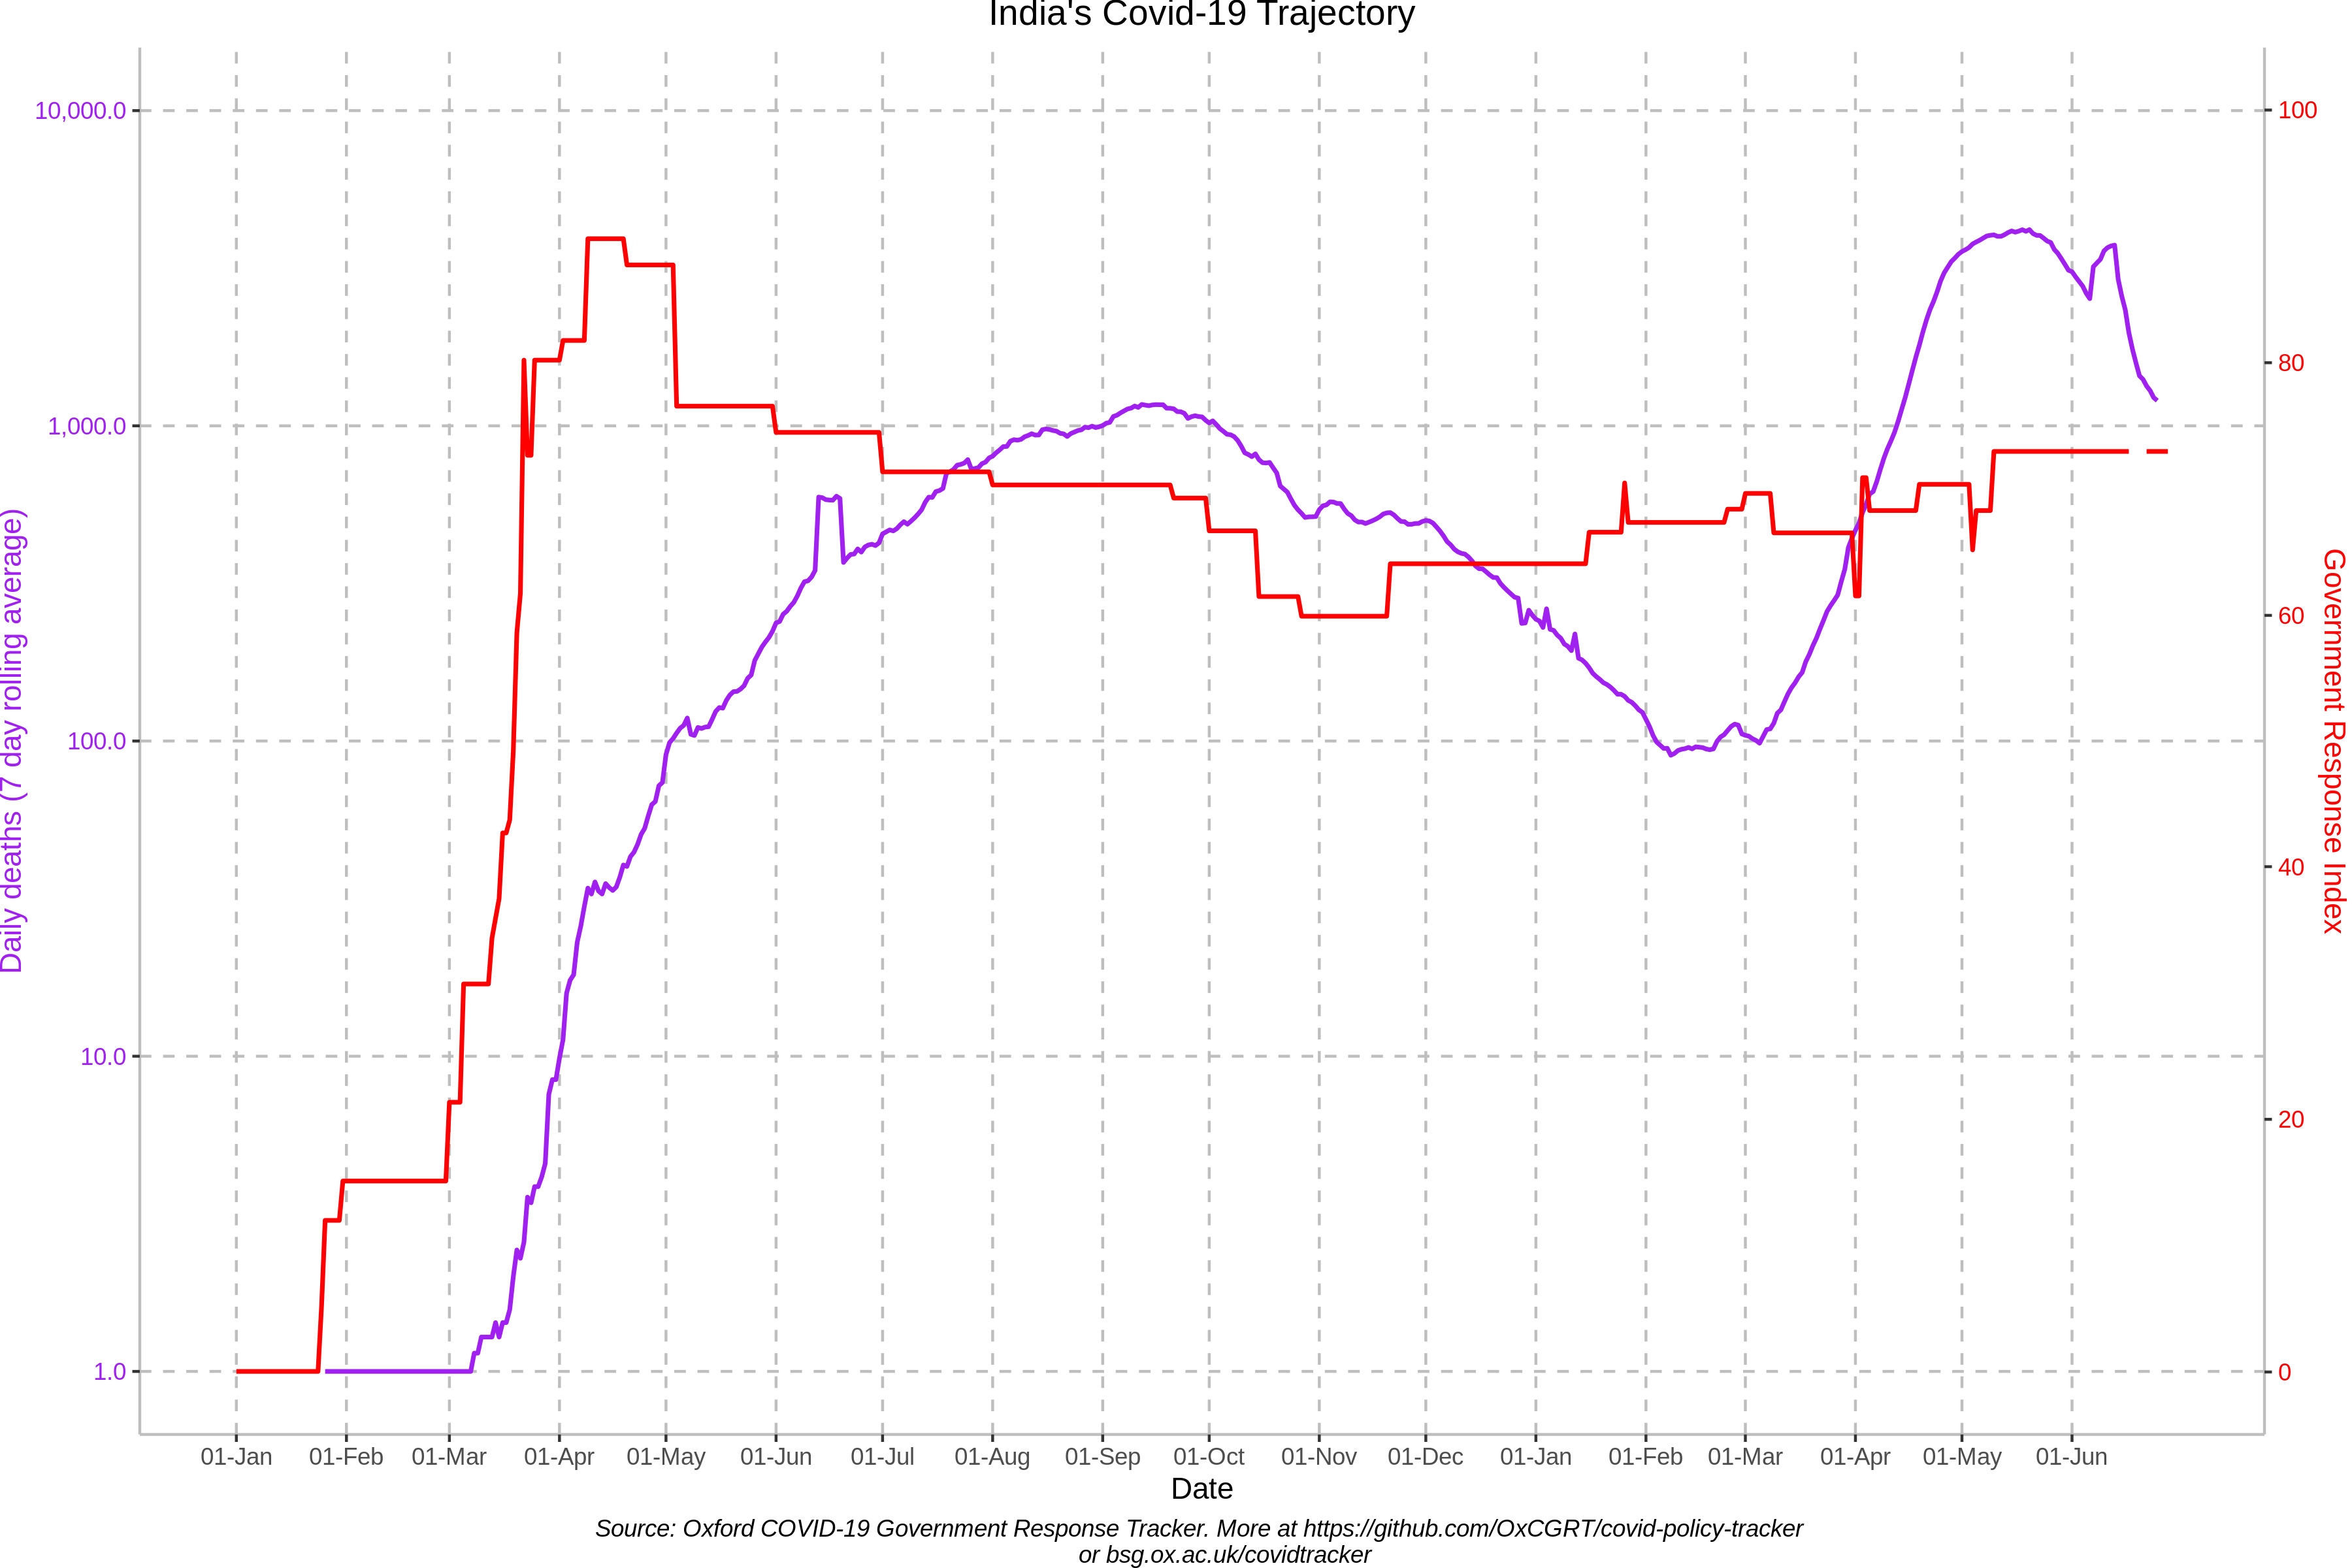 India's Covid-19 Trajectory
10,000.0
1,000.0
100.0
10.0
1.0
Daily deaths (7 day rolling average)
100
80
60
40
20
0
Government Response Index
01-Jan 01-Feb 01-Mar 01-Apr 01-May 01-Jun 01-Jul 01-Aug 01-Sep 01-Oct 01-Nov 01-Dec 01-Jan 01-Feb 01-Mar 01-Apr 01-May 01-Jun
Date
Source: Oxford COVID-19 Government Response Tracker. More at https://github.com/OxCGRT/covid-policy-tracker
or bsg.ox.ac.uk/covidtracker